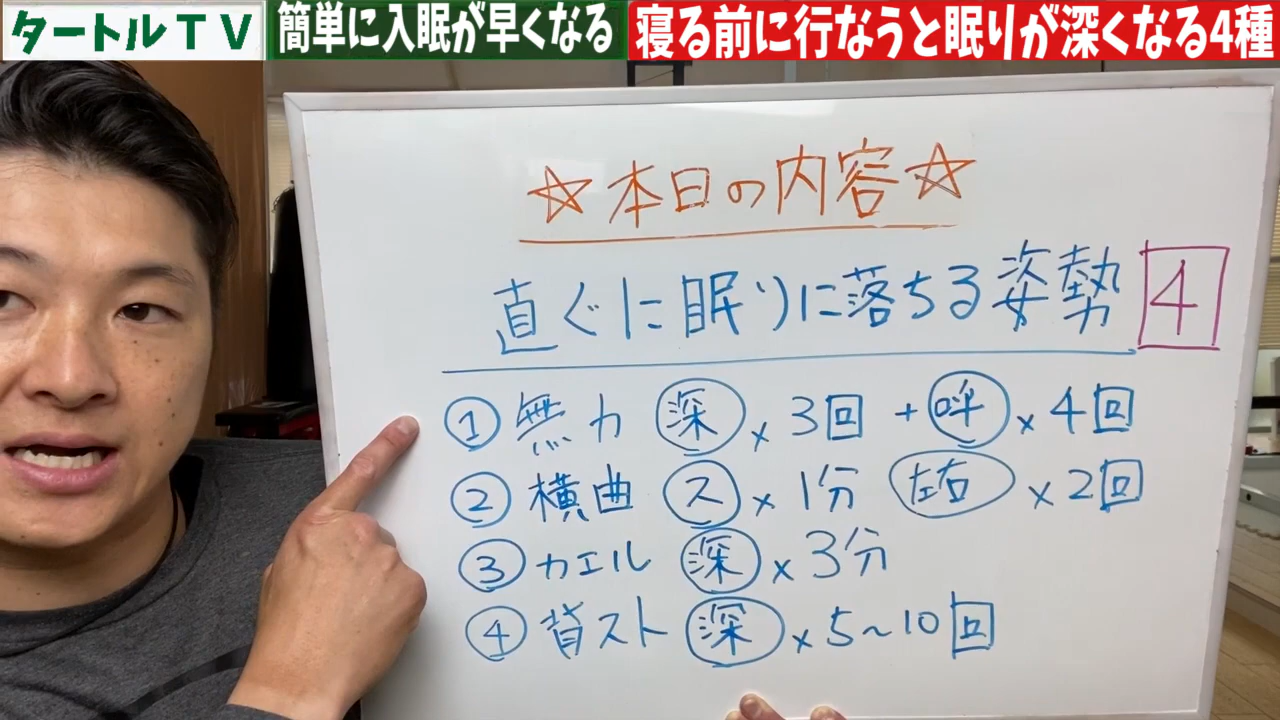 タートルTV
簡単に入眠が早くなる
寝る前に行なうと眠りが深くなる4種
☆本日の内容☆
直ぐに眠りに落ちる姿勢 4
① 無力 深×3回 +呼×4回
② 横曲 ス×1分 左右×2回
③ カエル 深×3分
④ 背スト 深×5~10回